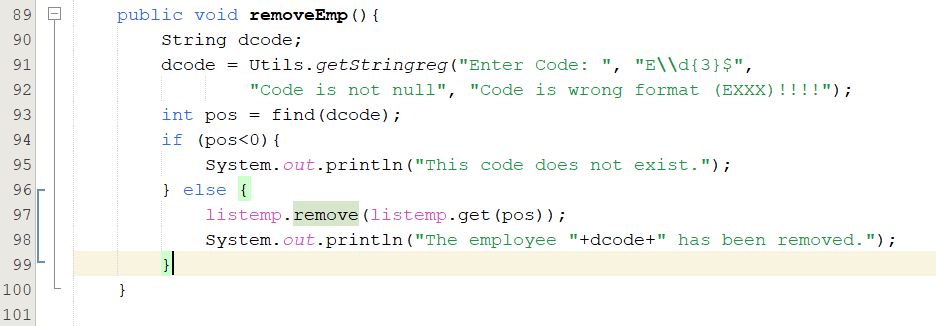 89 public void removeEmp(){
90 String dcode;
91 dcode = Utils.getStringreg("Enter Code: ", "E\\d{3}$",
92 "Code is not null", "Code is wrong format (EXXX)!!!!");
93 int pos = find(dcode);
94 if (pos<0){
95 System.out.println("This code does not exist.");
96 } else {
97 listemp.remove(listemp.get(pos));
98 System.out.println("The employee "+dcode+" has been removed.");
99 }
100 }
101